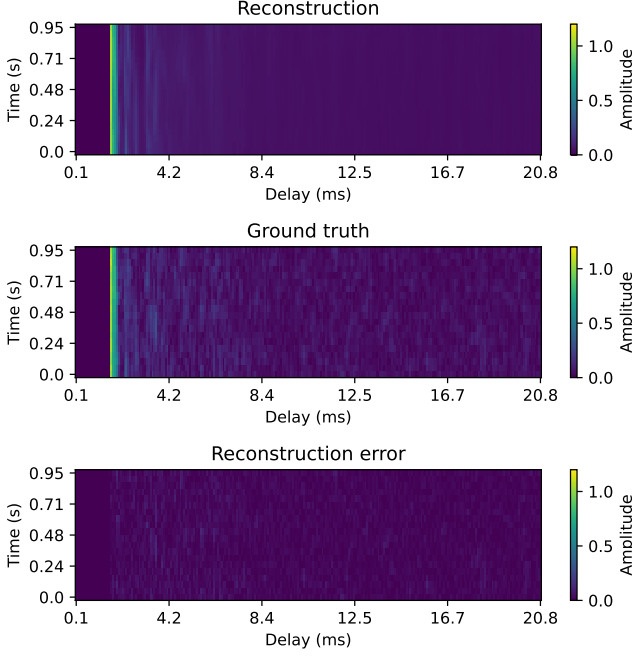 Reconstruction
0.95
0.71
0.48
0.24
0.0
Time (s)
0.1 4.2 8.4 12.5 16.7 20.8
Delay (ms)
1.0
0.5
0.0
Amplitude
Ground truth
0.95
0.71
0.48
0.24
0.0
Time (s)
0.1 4.2 8.4 12.5 16.7 20.8
Delay (ms)
1.0
0.5
0.0
Amplitude
Reconstruction error
0.95
0.71
0.48
0.24
0.0
Time (s)
0.1 4.2 8.4 12.5 16.7 20.8
Delay (ms)
1.0
0.5
0.0
Amplitude